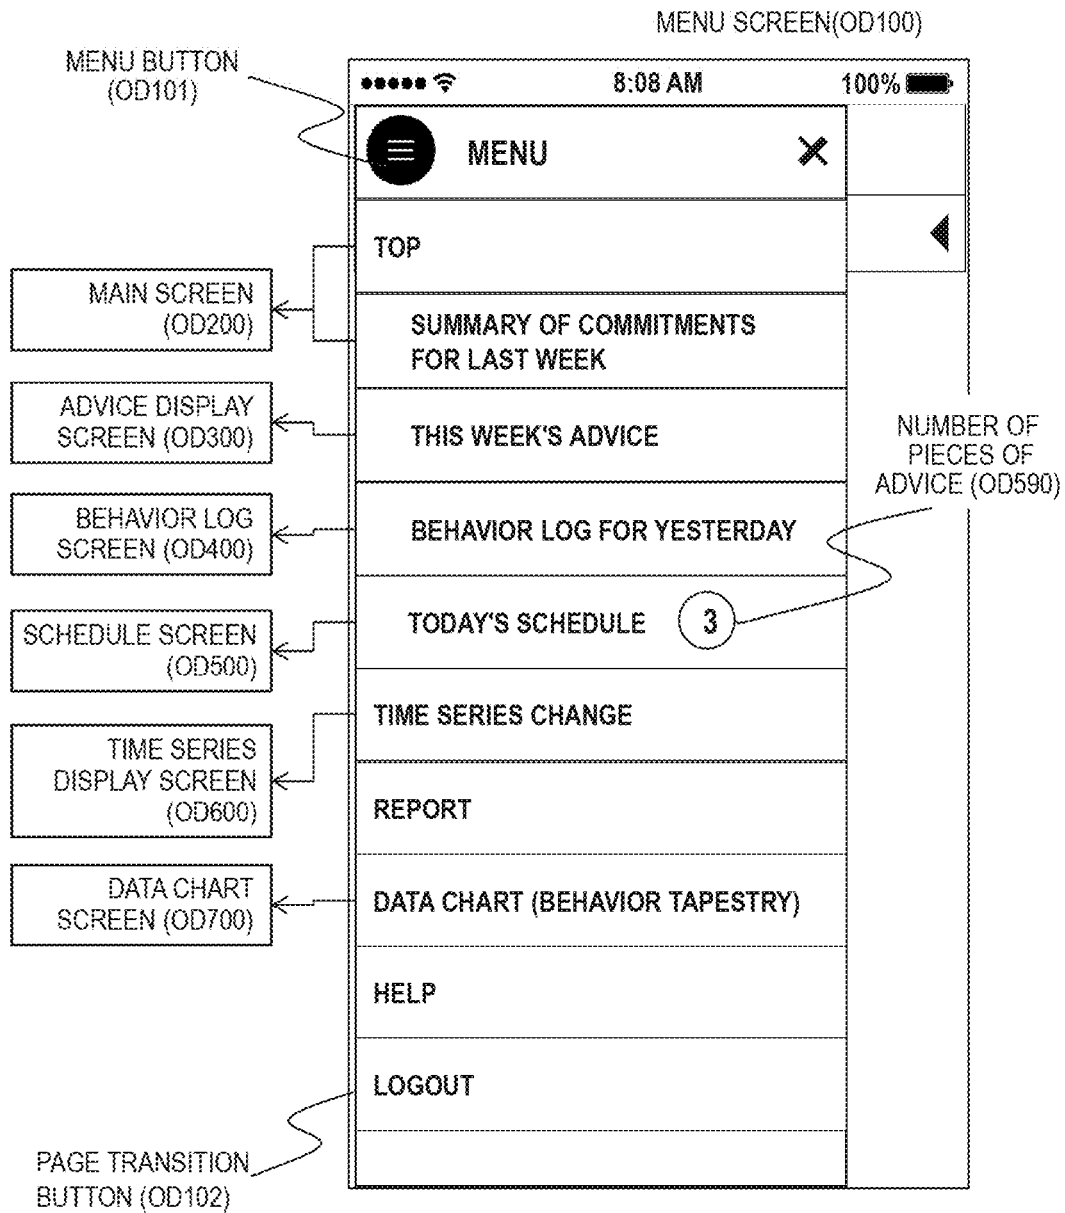 MENU SCREEN(OD100)
MENU BUTTON
(OD101)
8:08 AM
100%
MENU
TOP
MAIN SCREEN
(OD200)
SUMMARY OF COMMITMENTS
FOR LAST WEEK
ADVICE DISPLAY
SCREEN (OD300)
THIS WEEK'S ADVICE
NUMBER OF
PIECES OF
ADVICE (OD590)
BEHAVIOR LOG
SCREEN (OD400)
BEHAVIOR LOG FOR YESTERDAY
SCHEDULE SCREEN
(OD500)
TODAY'S SCHEDULE 3
TIME SERIES CHANGE
TIME SERIES
DISPLAY SCREEN
(OD600)
REPORT
DATA CHART
SCREEN (OD700)
DATA CHART (BEHAVIOR TAPESTRY)
HELP
LOGOUT
PAGE TRANSITION
BUTTON (OD102)